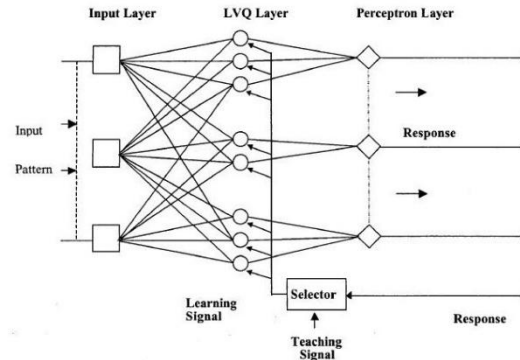 Input Layer
LVQ Layer
Perceptron Layer
Input
Pattern
Response
Learning
Signal
Selector
Teaching
Signal
Response